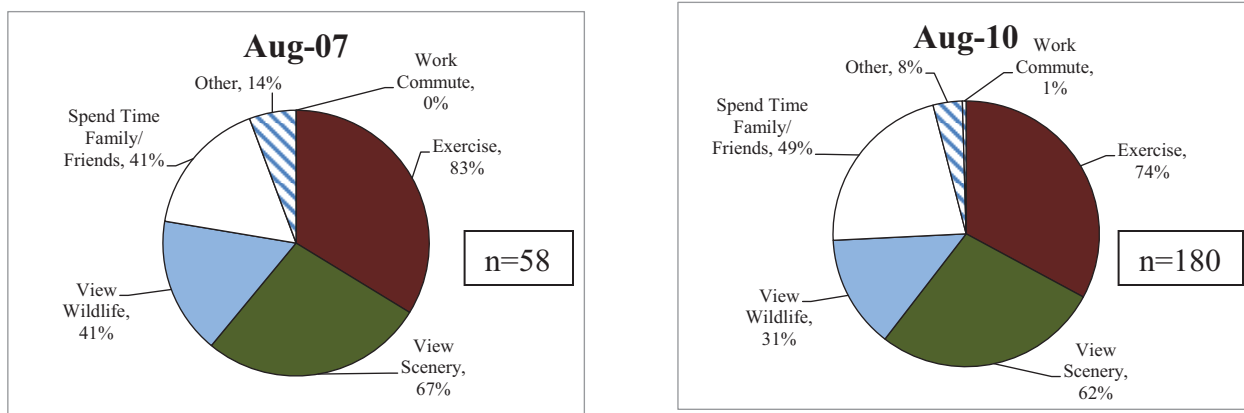 Aug-07
Other, 14%
Work
Commute,
0%
Spend Time
Family/
Friends, 41%
Exercise,
83%
n=58
View
Wildlife,
41%
View
Scenery,
67%
Aug-10
Other, 8%
Work
Commute,
1%
Spend Time
Family/
Friends, 49%
Exercise,
74%
n=180
View
Wildlife,
31%
View
Scenery,
62%